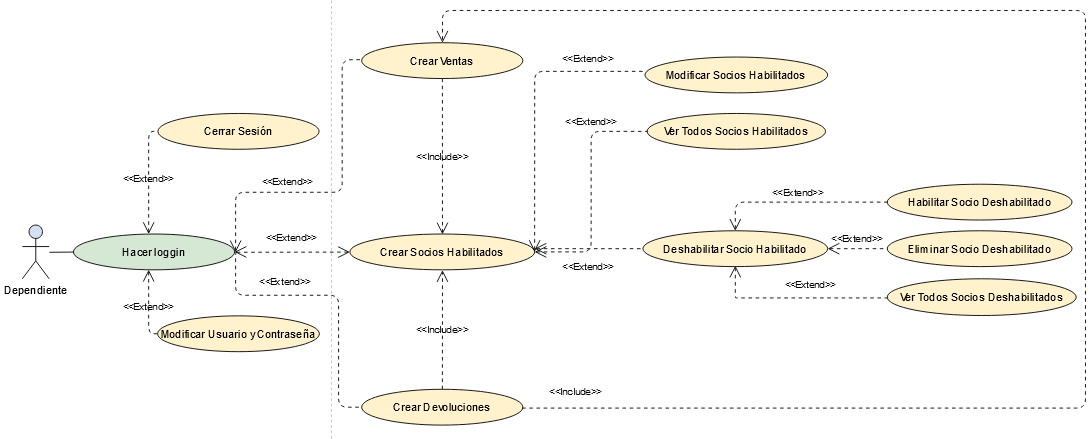 Crear Ventas
<<Extend>>
Modificar Socios Habilitados
<<Extend>>
Ver Todos Socios Habilitados
Cerrar Sesión
<<Include>>
<<Extend>>
<<Extend>>
<<Extend>>
Habilitar Socio Deshabilitado
<<Extend>>
<<Extend>>
Hacer loggin
Crear Socios Habilitados
Deshabilitar Socio Habilitado
Eliminar Socio Deshabilitado
<<Extend>>
Dependiente
<<Extend>>
<<Extend>>
Ver Todos Socios Deshabilitados
<<Extend>>
Modificar Usuario y Contraseña
<<Include>>
<<Include>>
Crear Devoluciones